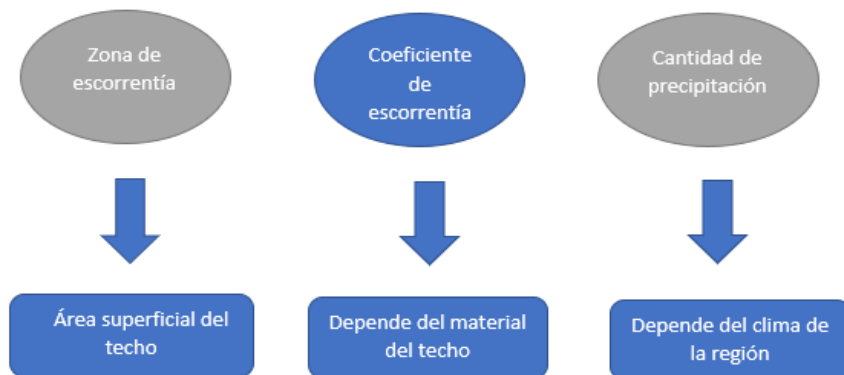 Zona de
escorrentía
Coeficiente
de
escorrentía
Cantidad de
precipitación
Área superficial del
techo
Depende del material
del techo
Depende del clima de
la región